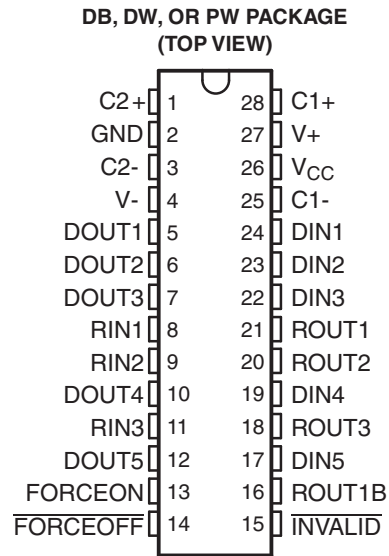 DB, DW, OR PW PACKAGE
(TOP VIEW)
C2+ 1 28 C1+
GND 2 27 V+
C2- 3 26 VCC
V- 4 25 C1-
DOUT1 5 24 DIN1
DOUT2 6 23 DIN2
DOUT3 7 22 DIN3
RIN1 8 21 ROUT1
RIN2 9 20 ROUT2
DOUT4 10 19 DIN4
RIN3 11 18 ROUT3
DOUT5 12 17 DIN5
FORCEON 13 16 ROUT1B
FORCEOFF 14 15 INVALID